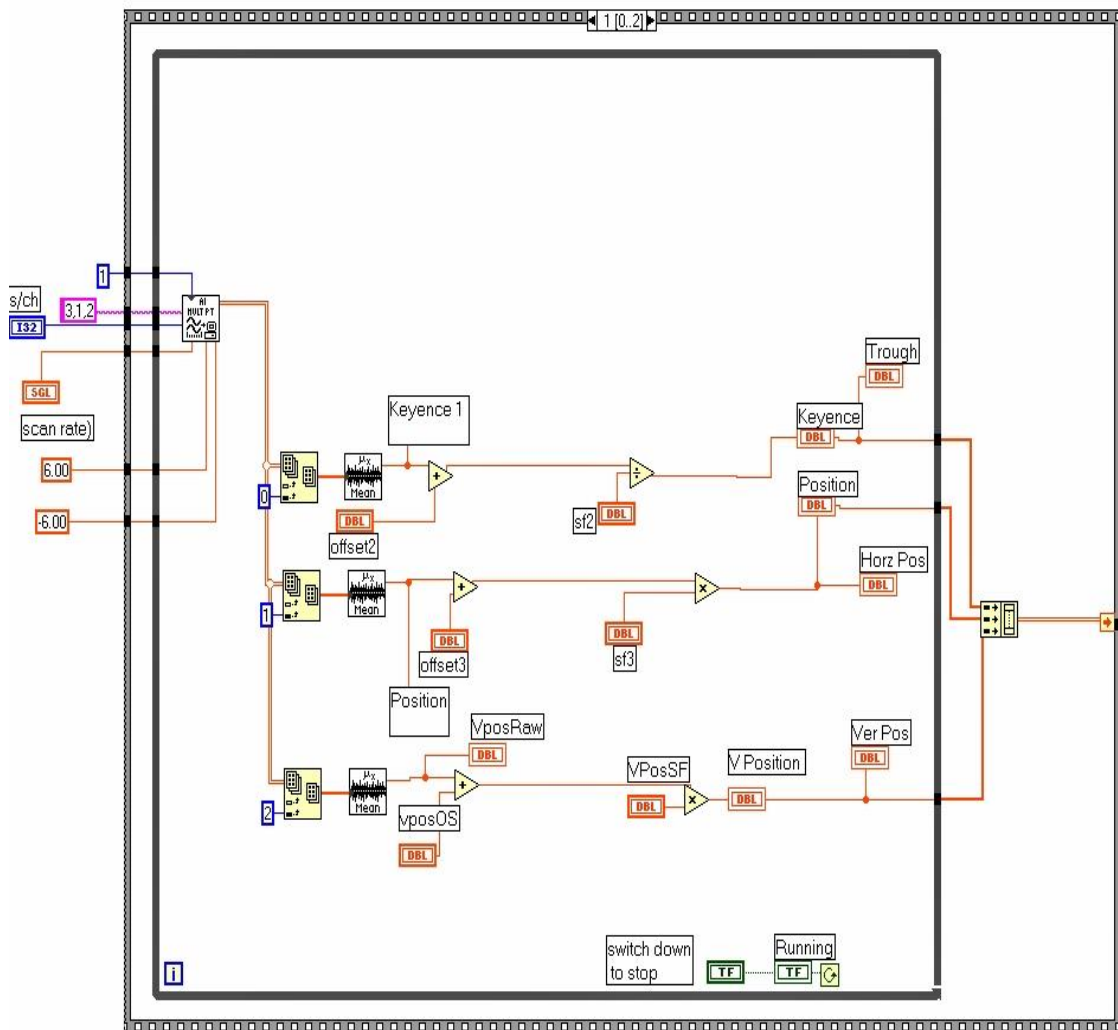 1 [0..2]
1
AI
MULT PT
s/ch
3,1,2
I32
SGL
scan rate)
6.00
-6.00
Trough
DBL
Keyence 1
Keyence
DBL
μx
Mean
+
÷
0
DBL
sf2
DBL
offset2
Position
DBL
Horz Pos
DBL
μx
Mean
+
x
1
DBL
offset3
DBL
sf3
Position
VposRaw
DBL
Ver Pos
DBL
VPosSF
V Position
μx
Mean
+
DBL
x
DBL
2
vposOS
DBL
switch down
to stop
Running
TF
TF
i